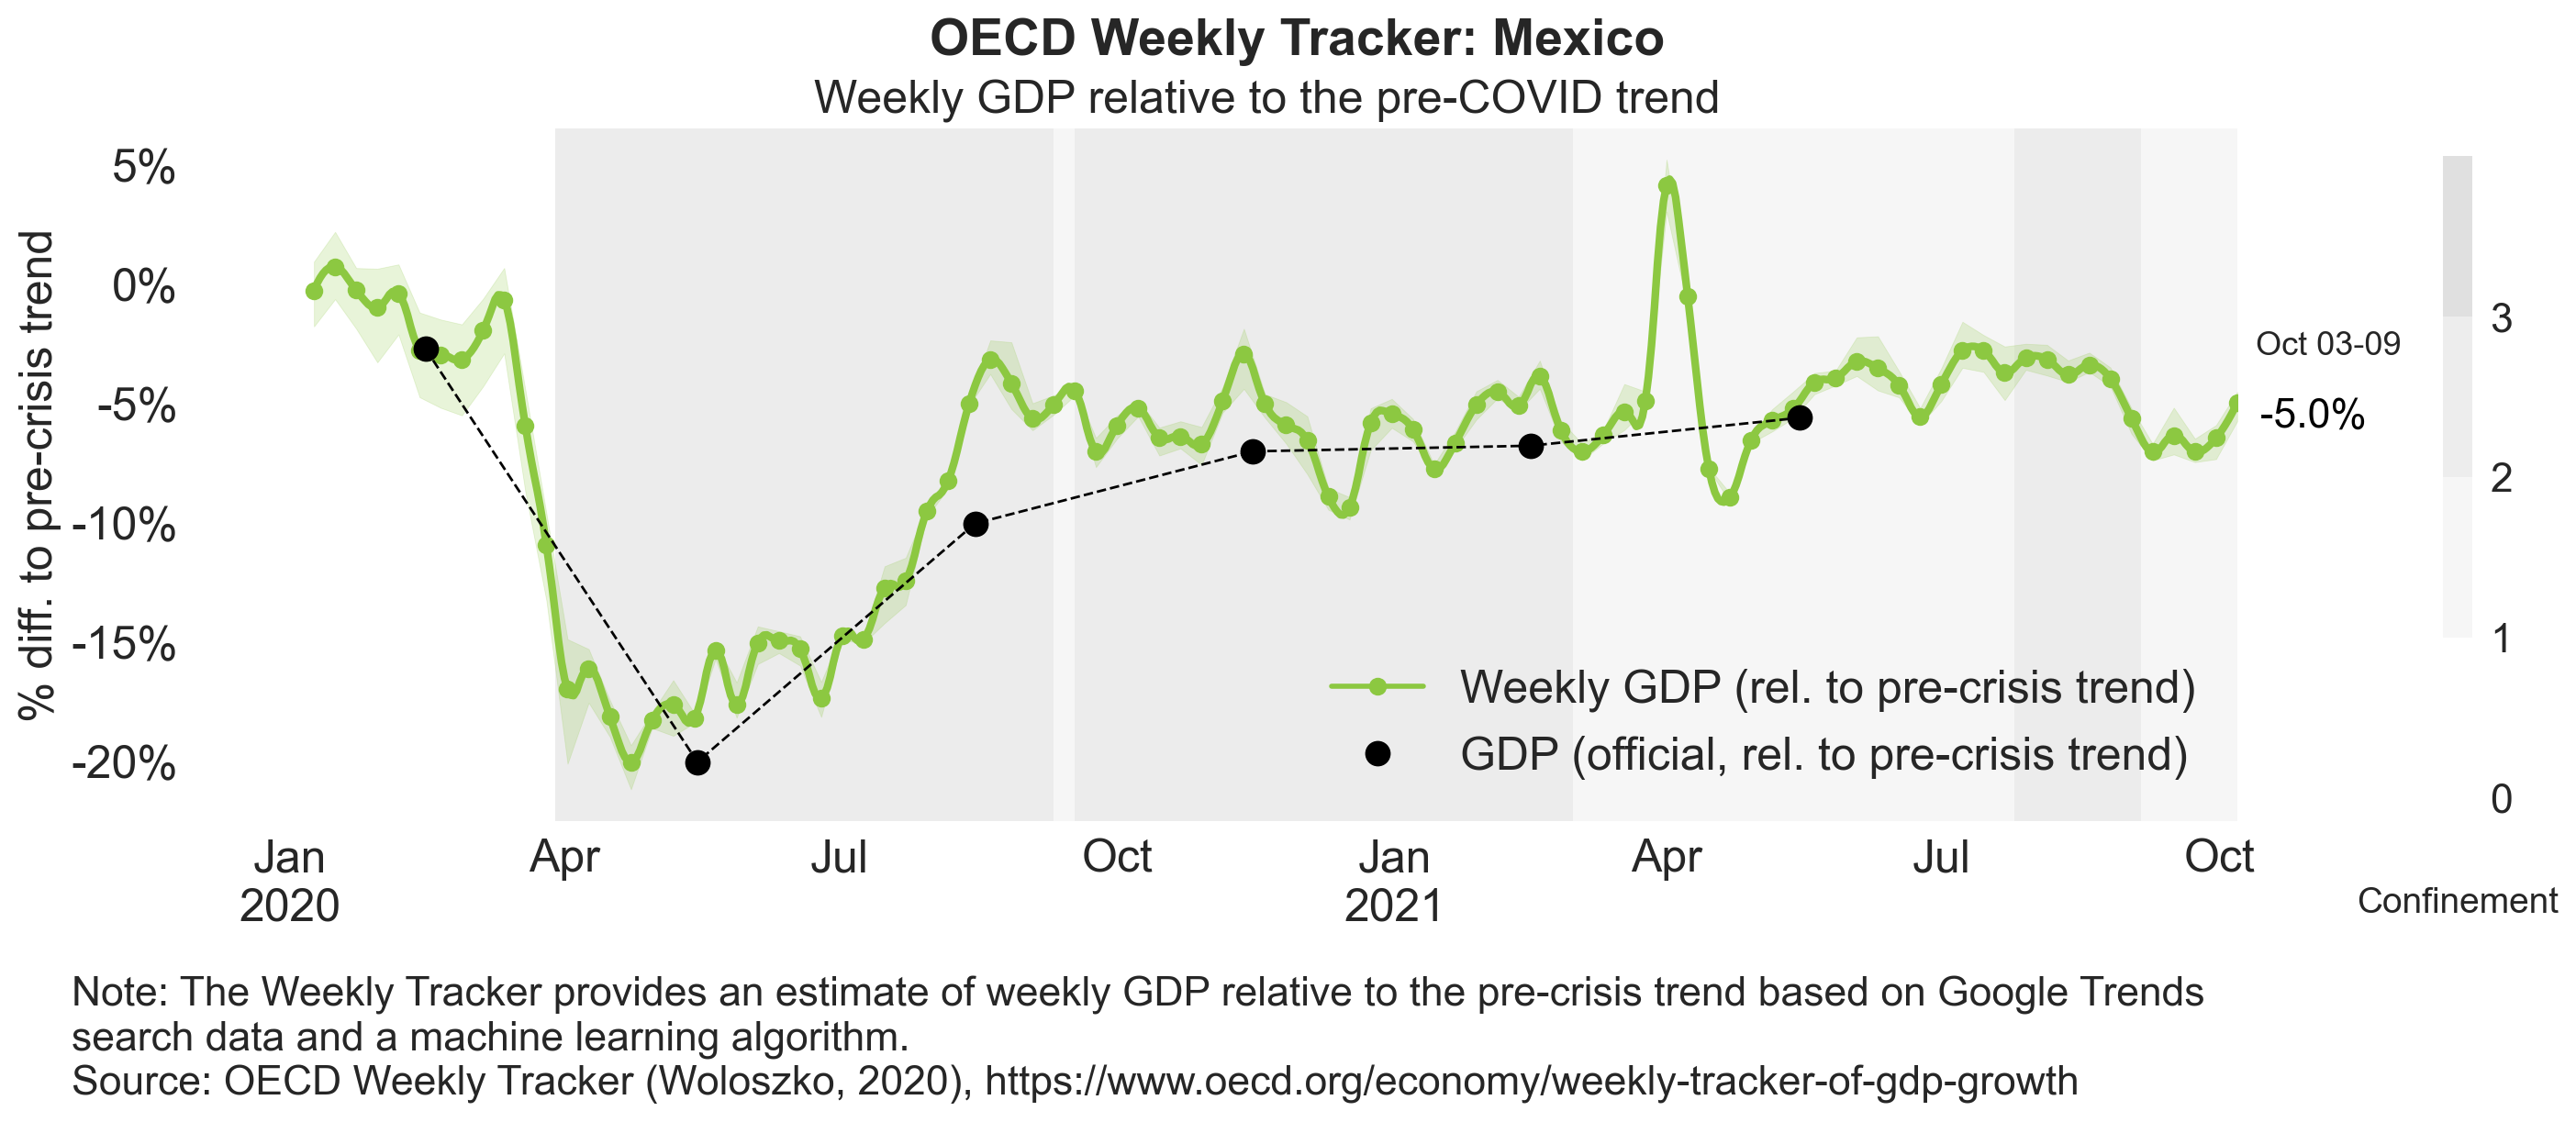 OECD Weekly Tracker: Mexico
Weekly GDP relative to the pre-COVID trend
% diff. to pre-crisis trend
5%
0%
-5%
-10%
-15%
-20%
Oct 03-09
-5.0%
3
2
1
0
Weekly GDP (rel. to pre-crisis trend)
GDP (official, rel. to pre-crisis trend)
Jan Apr Jul Oct Jan Apr Jul Oct
2020 2021
Confinement
Note: The Weekly Tracker provides an estimate of weekly GDP relative to the pre-crisis trend based on Google Trends
search data and a machine learning algorithm.
Source: OECD Weekly Tracker (Woloszko, 2020), https://www.oecd.org/economy/weekly-tracker-of-gdp-growth